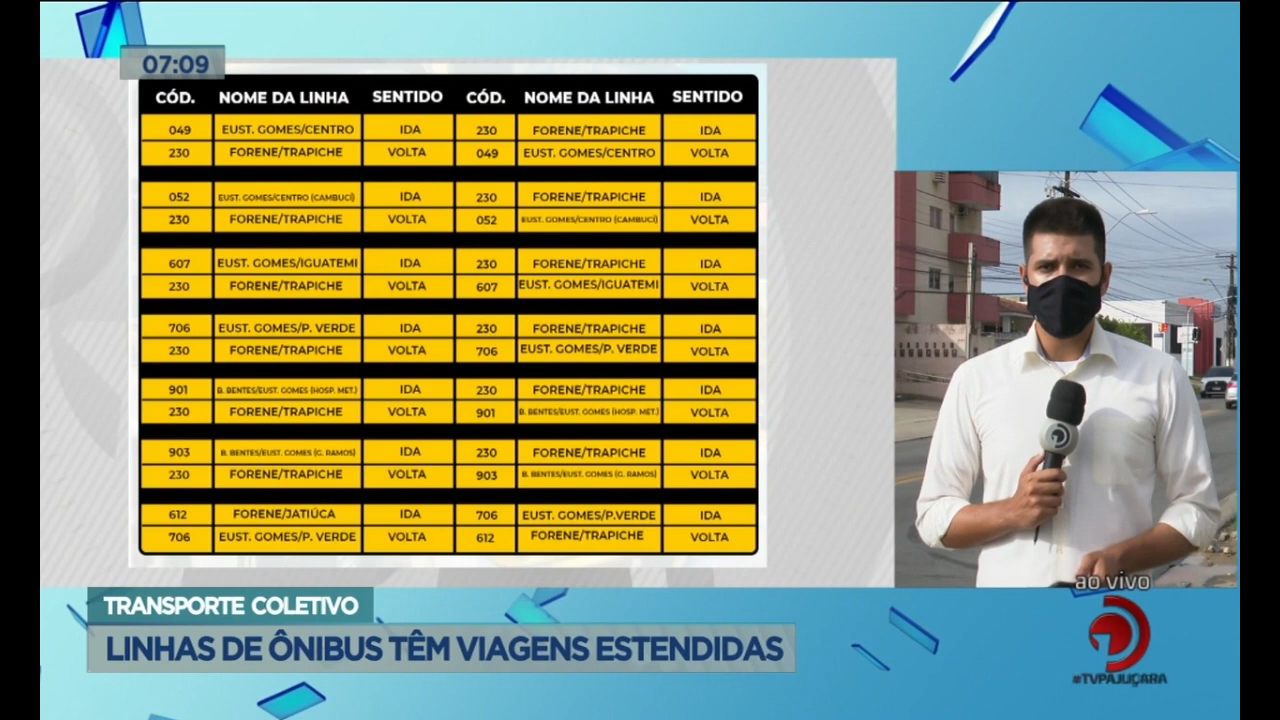 07:09
CÓD. NOME DA LINHA SENTIDO CÓD. NOME DA LINHA SENTIDO
049 EUST. GOMES/CENTRO IDA 230 FORENE/TRAPICHE IDA
230 FORENE/TRAPICHE VOLTA 049 EUST. GOMES/CENTRO VOLTA
052 EUST. GOMES/CENTRO (CAMBUCÍ) IDA 230 FORENE/TRAPICHE IDA
230 FORENE/TRAPICHE VOLTA 052 EUST. GOMES/CENTRO (CAMBUCÍ) VOLTA
607 EUST. GOMES/IGUATEMI IDA 230 FORENE/TRAPICHE IDA
230 FORENE/TRAPICHE VOLTA 607 EUST. GOMES/IGUATEMI VOLTA
706 EUST. GOMES/P. VERDE IDA 230 FORENE/TRAPICHE IDA
230 FORENE/TRAPICHE VOLTA 706 EUST. GOMES/P. VERDE VOLTA
901 B. BENTES/EUST. GOMES (HOSP. MET.) IDA 230 FORENE/TRAPICHE IDA
230 FORENE/TRAPICHE VOLTA 901 B. BENTES/EUST. GOMES (HOSP. MET.) VOLTA
903 B. BENTES/EUST. GOMES (G. RAMOS) IDA 230 FORENE/TRAPICHE IDA
230 FORENE/TRAPICHE VOLTA 903 B. BENTES/EUST. GOMES (G. RAMOS) VOLTA
612 FORENE/JATIÚCA IDA 706 EUST. GOMES/P.VERDE IDA
706 EUST. GOMES/P. VERDE VOLTA 612 FORENE/TRAPICHE VOLTA
ao vivo
TRANSPORTE COLETIVO
LINHAS DE ÔNIBUS TÊM VIAGENS ESTENDIDAS
#TVPAJUÇARA